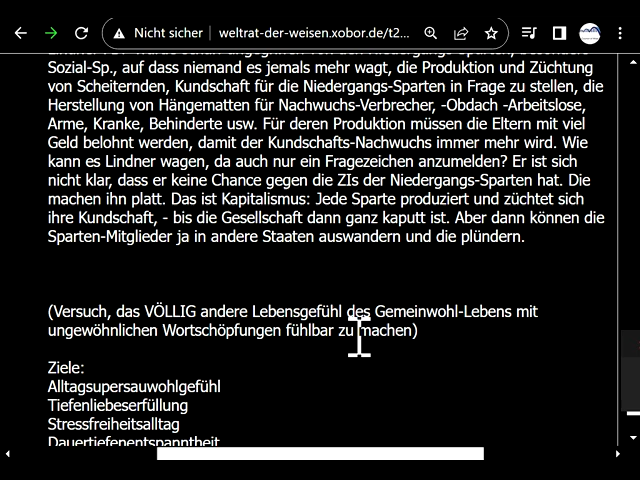 Nicht sicher weltrat-der-weisen.xobor.de/t2...
Sozial-Sp., auf dass niemand es jemals mehr wagt, die Produktion und Züchtung
von Scheiternden, Kundschaft für die Niedergangs-Sparten in Frage zu stellen, die
Herstellung von Hängematten für Nachwuchs-Verbrecher, -Obdach -Arbeitslose,
Arme, Kranke, Behinderte usw. Für deren Produktion müssen die Eltern mit viel
Geld belohnt werden, damit der Kundschafts-Nachwuchs immer mehr wird. Wie
kann es Lindner wagen, da auch nur ein Fragezeichen anzumelden? Er ist sich
nicht klar, dass er keine Chance gegen die ZIs der Niedergangs-Sparten hat. Die
machen ihn platt. Das ist Kapitalismus: Jede Sparte produziert und züchtet sich
ihre Kundschaft, - bis die Gesellschaft dann ganz kaputt ist. Aber dann können die
Sparten-Mitglieder ja in andere Staaten auswandern und die plündern.
(Versuch, das VÖLLIG andere Lebensgefühl des Gemeinwohl-Lebens mit
ungewöhnlichen Wortschöpfungen fühlbar zu machen)
Ziele:
Alltagsupersauwohlgefühl
Tiefenliebeserfüllung
Stressfreiheitsalltag
Dauertiefenentspanntheit